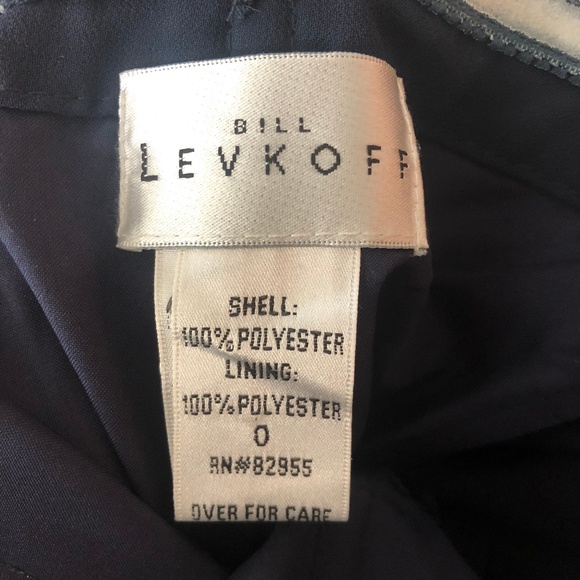 BILL
LEVKOFF
SHELL:
100% POLYESTER
LINING:
100% POLYESTER
0
RN#82955
OVER FOR CARE